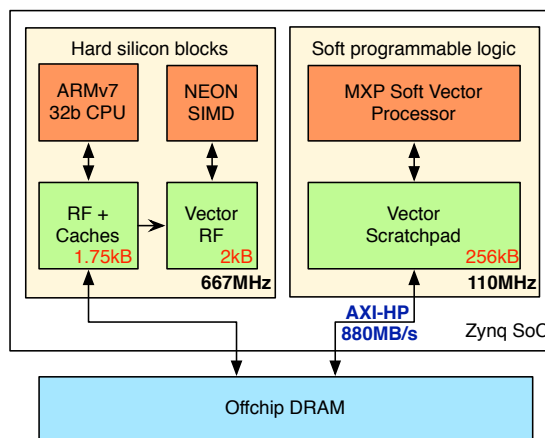 Hard silicon blocks
ARMv7
32b CPU
NEON
SIMD
RF +
Caches
1.75kB
Vector
RF
2kB
667MHz
Soft programmable logic
MXP Soft Vector
Processor
Vector
Scratchpad
256kB
110MHz
AXI-HP
880MB/s
Zynq SoC
Offchip DRAM